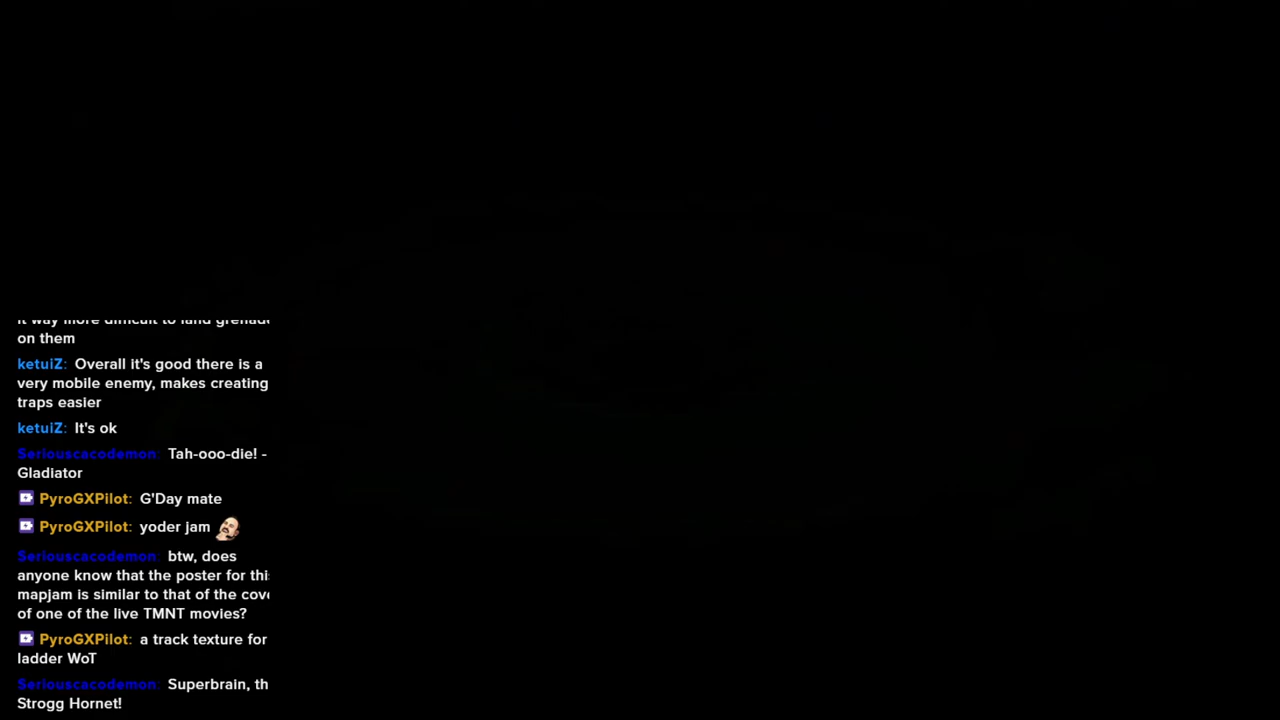 on them
ketuiZ: Overall it's good there is a
very mobile enemy, makes creating
traps easier
ketuiZ: It's ok
Seriouscacodemon: Tah-ooo-die! -
Gladiator
PyroGXPilot: G'Day mate
PyroGXPilot: yoder jam
Seriouscacodemon: btw, does
anyone know that the poster for thi
mapjam is similar to that of the cov
of one of the live TMNT movies?
PyroGXPilot: a track texture for
ladder WoT
Seriouscacodemon: Superbrain, th
Strogg Hornet!